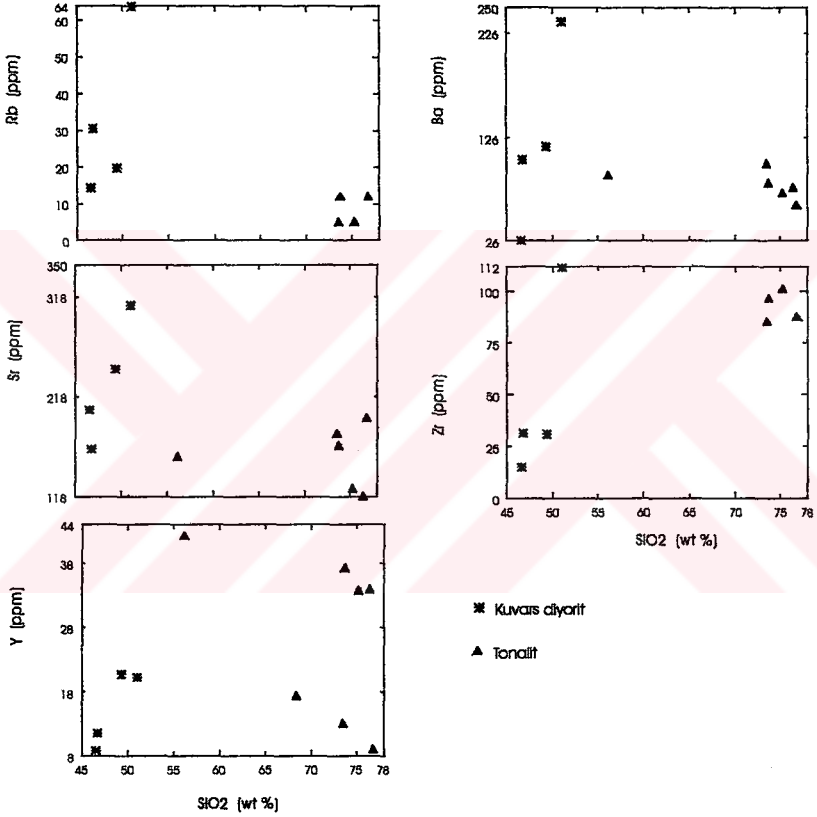 Rb (ppm)
64
50
40
30
20
10
0
Ba (ppm)
250
226
126
26
Sr (ppm)
350
318
218
118
Zr (ppm)
112
100
75
50
25
0
45 50 55 60 65 70 75 78
SIO2 (wt %)
Y (ppm)
44
38
28
18
8
45 50 55 60 65 70 75 78
SIO2 (wt %)
Kuvars diyorit
Tonalit